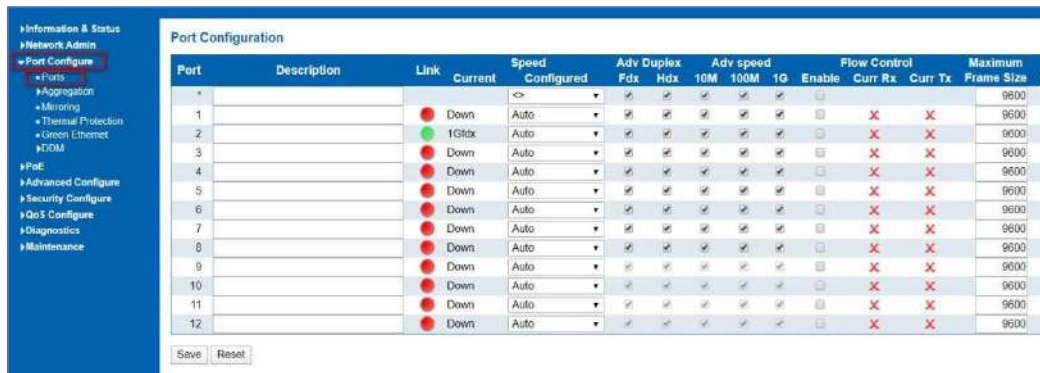 Information & Status
Network Admin
Port Configure
Ports
Aggregation
Mirroring
Thermal Protection
Green Ethernet
DDM
PoE
Advanced Configure
Security Configure
QoS Configure
Diagnostics
Maintenance
Port Configuration
Port Description Link Speed Adv Duplex Adv speed Flow Control Maximum Frame Size
Current Configured Fdx Hdx 10M 100M 1G Enable Curr Rx Curr Tx
* <> 9600
1 Down Auto 9600
2 1Gfdx Auto 9600
3 Down Auto 9600
4 Down Auto 9600
5 Down Auto 9600
6 Down Auto 9600
7 Down Auto 9600
8 Down Auto 9600
9 Down Auto 9600
10 Down Auto 9600
11 Down Auto 9600
12 Down Auto 9600
Save Reset